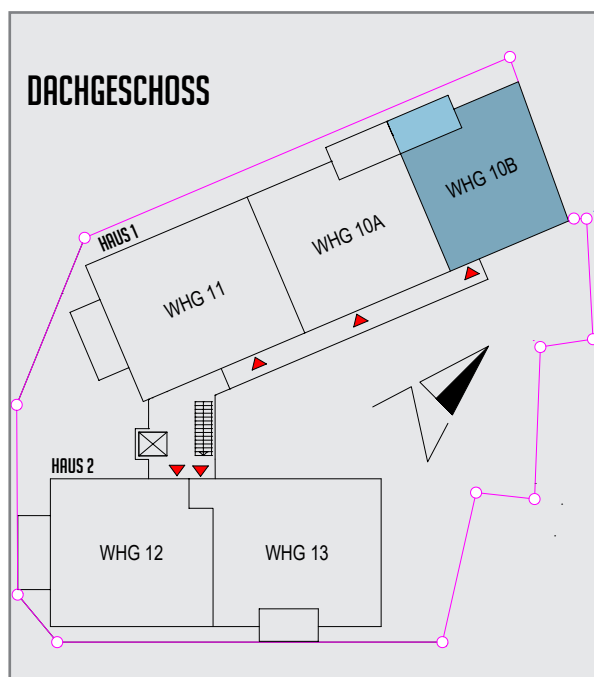 DACHGESCHOSS
WHG 10B
HAUS 1
WHG 10A
WHG 11
HAUS 2
WHG 12
WHG 13